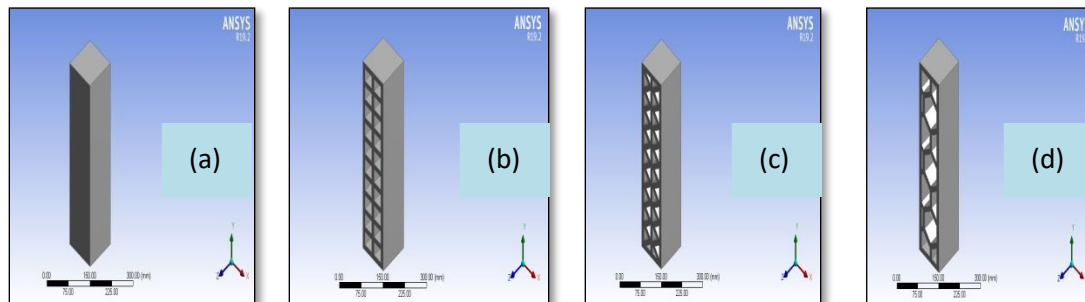 ANSYS
R19.2
(a)
Y
Z
X
0.00
150.00
300.00 (mm)
75.00
225.00
ANSYS
R19.2
(b)
Y
Z
X
0.00
150.00
300.00 (mm)
75.00
225.00
ANSYS
R19.2
(c)
Y
Z
X
0.00
150.00
300.00 (mm)
75.00
225.00
ANSYS
R19.2
(d)
Y
Z
X
0.00
150.00
300.00 (mm)
75.00
225.00